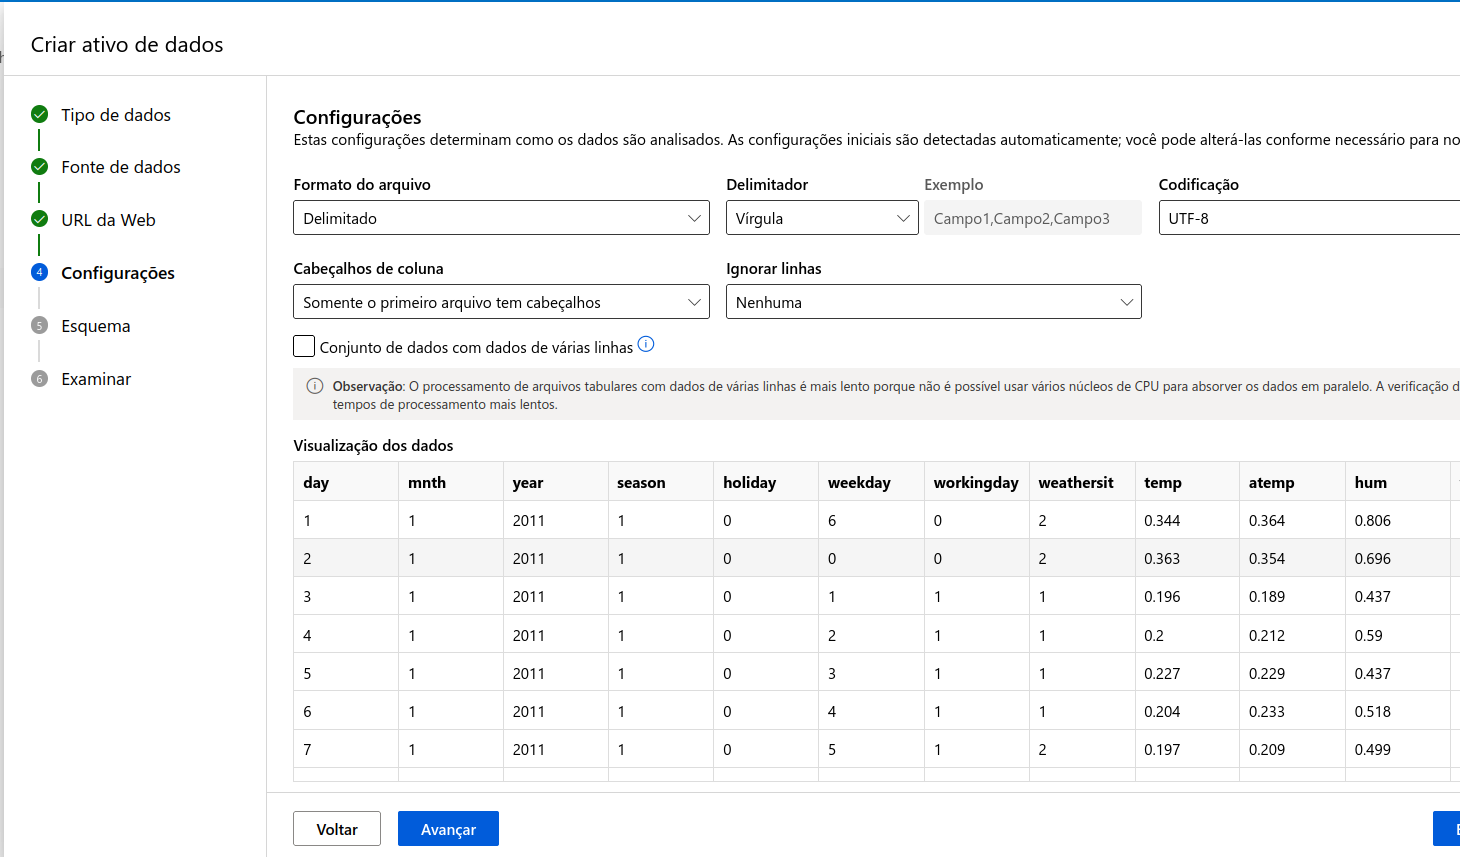 Criar ativo de dados
Tipo de dados
Fonte de dados
URL da Web
4 Configurações
5 Esquema
6 Examinar
Configurações
Estas configurações determinam como os dados são analisados. As configurações iniciais são detectadas automaticamente; você pode alterá-las conforme necessário para no
Formato do arquivo Delimitador Exemplo Codificação
Delimitado Vírgula Campo1,Campo2,Campo3 UTF-8
Cabeçalhos de coluna Ignorar linhas
Somente o primeiro arquivo tem cabeçalhos Nenhuma
Conjunto de dados com dados de várias linhas
Observação: O processamento de arquivos tabulares com dados de várias linhas é mais lento porque não é possível usar vários núcleos de CPU para absorver os dados em paralelo. A verificação d
tempos de processamento mais lentos.
Visualização dos dados
day mnth year season holiday weekday workingday weathersit temp atemp hum
1 1 2011 1 0 6 0 2 0.344 0.364 0.806
2 1 2011 1 0 0 0 2 0.363 0.354 0.696
3 1 2011 1 0 1 1 1 0.196 0.189 0.437
4 1 2011 1 0 2 1 1 0.2 0.212 0.59
5 1 2011 1 0 3 1 1 0.227 0.229 0.437
6 1 2011 1 0 4 1 1 0.204 0.233 0.518
7 1 2011 1 0 5 1 2 0.197 0.209 0.499
Voltar Avançar